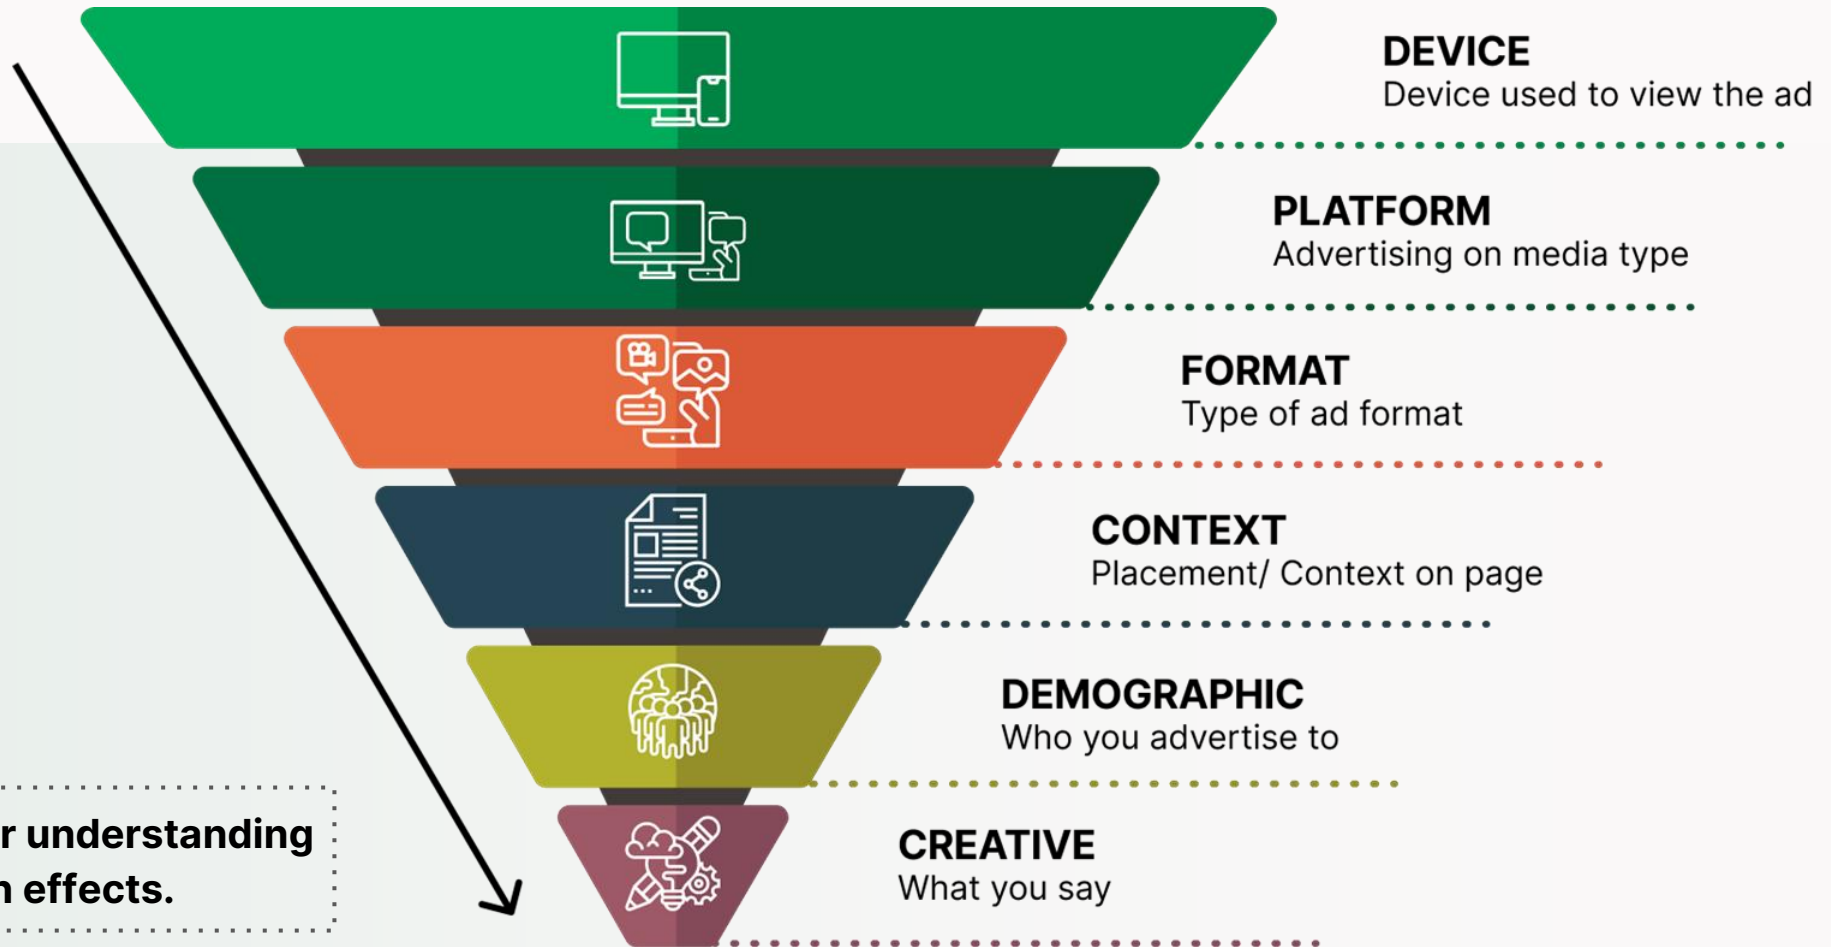 DEVICE
Device used to view the ad
PLATFORM
Advertising on media type
FORMAT
Type of ad format
CONTEXT
Placement/ Context on page
DEMOGRAPHIC
Who you advertise to
CREATIVE
What you say
understanding
effects.